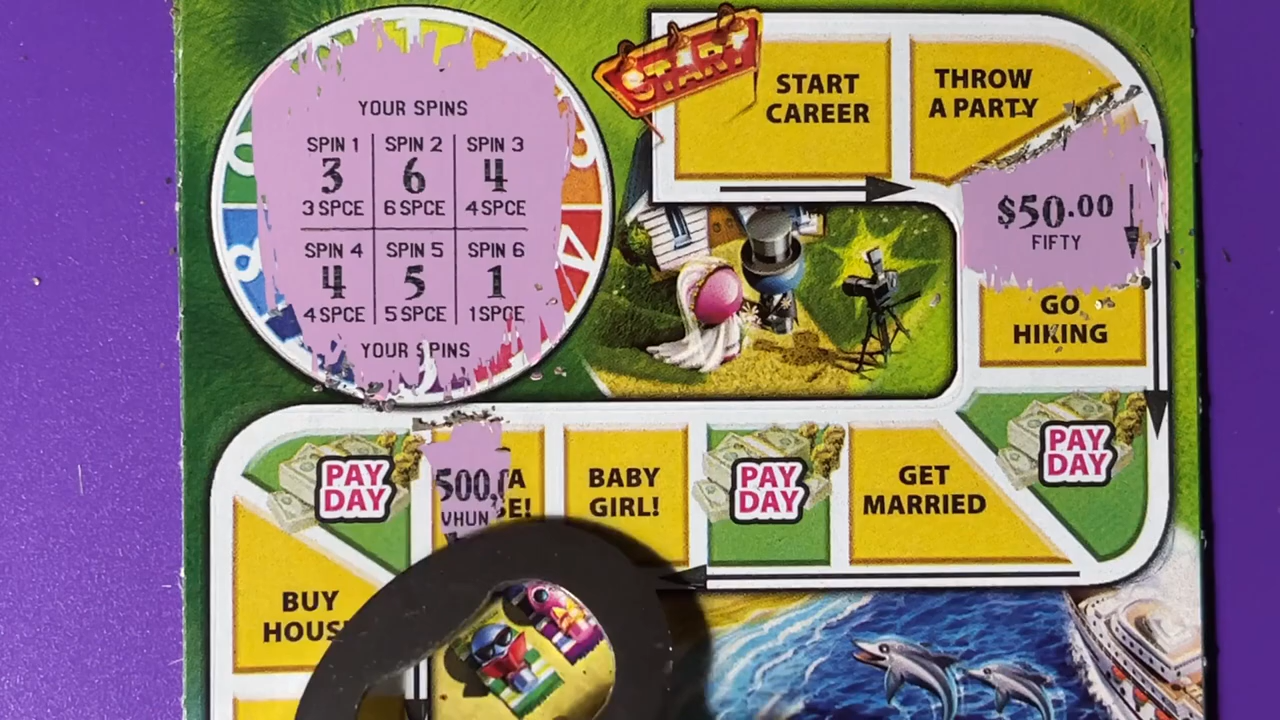 START
START
CAREER
THROW
A PARTY
YOUR SPINS
SPIN 1 SPIN 2 SPIN 3
3 6 4
3 SPCE 6 SPCE 4 SPCE
SPIN 4 SPIN 5 SPIN 6
4 5 1
4 SPCE 5 SPCE 1 SPCE
YOUR SPINS
$50.00
FIFTY
GO
HIKING
PAY
DAY
GET
MARRIED
PAY
DAY
BABY
GIRL!
500,
VHUN
PAY
DAY
BUY